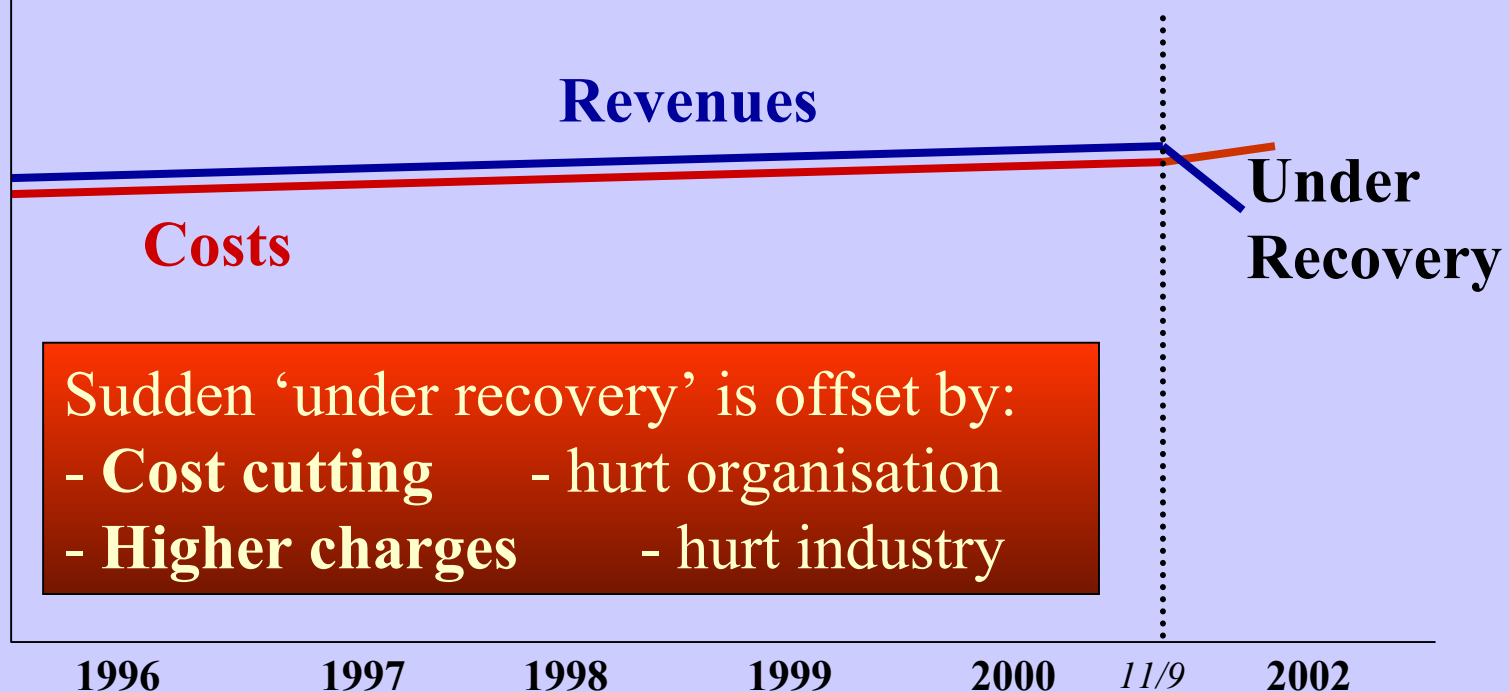 Revenues
Under
Recovery
Costs
Sudden ‘under recovery’ is offset by:
- Cost cutting - hurt organisation
- Higher charges - hurt industry
1996 1997 1998 1999 2000 11/9 2002